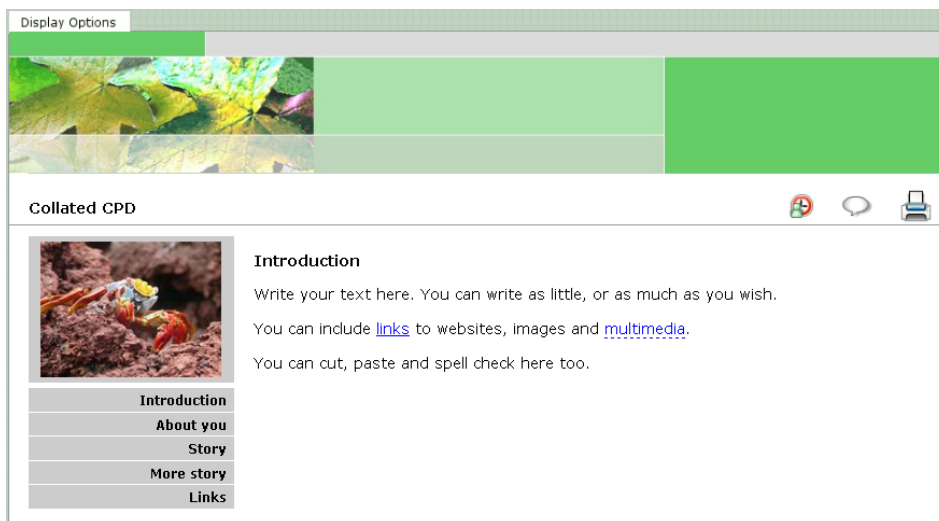 Display Options
Collated CPD
Introduction
Write your text here. You can write as little, or as much as you wish.
You can include links to websites, images and multimedia.
You can cut, paste and spell check here too.
Introduction
About you
Story
More story
Links